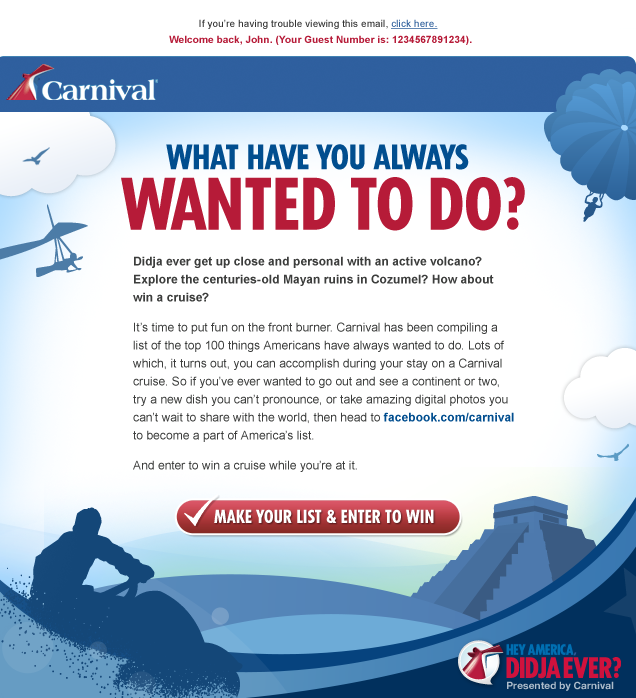 If you’re having trouble viewing this email, click here.
Welcome back, John. (Your Guest Number is: 1234567891234).
Carnival
WHAT HAVE YOU ALWAYS
WANTED TO DO?
Didja ever get up close and personal with an active volcano?
Explore the centuries-old Mayan ruins in Cozumel? How about
win a cruise?
It’s time to put fun on the front burner. Carnival has been compiling a
list of the top 100 things Americans have always wanted to do. Lots of
which, it turns out, you can accomplish during your stay on a Carnival
cruise. So if you’ve ever wanted to go out and see a continent or two,
try a new dish you can’t pronounce, or take amazing digital photos you
can’t wait to share with the world, then head to facebook.com/carnival
to become a part of America’s list.
And enter to win a cruise while you’re at it.
MAKE YOUR LIST & ENTER TO WIN
HEY AMERICA,
DIDJA EVER?
Presented by Carnival